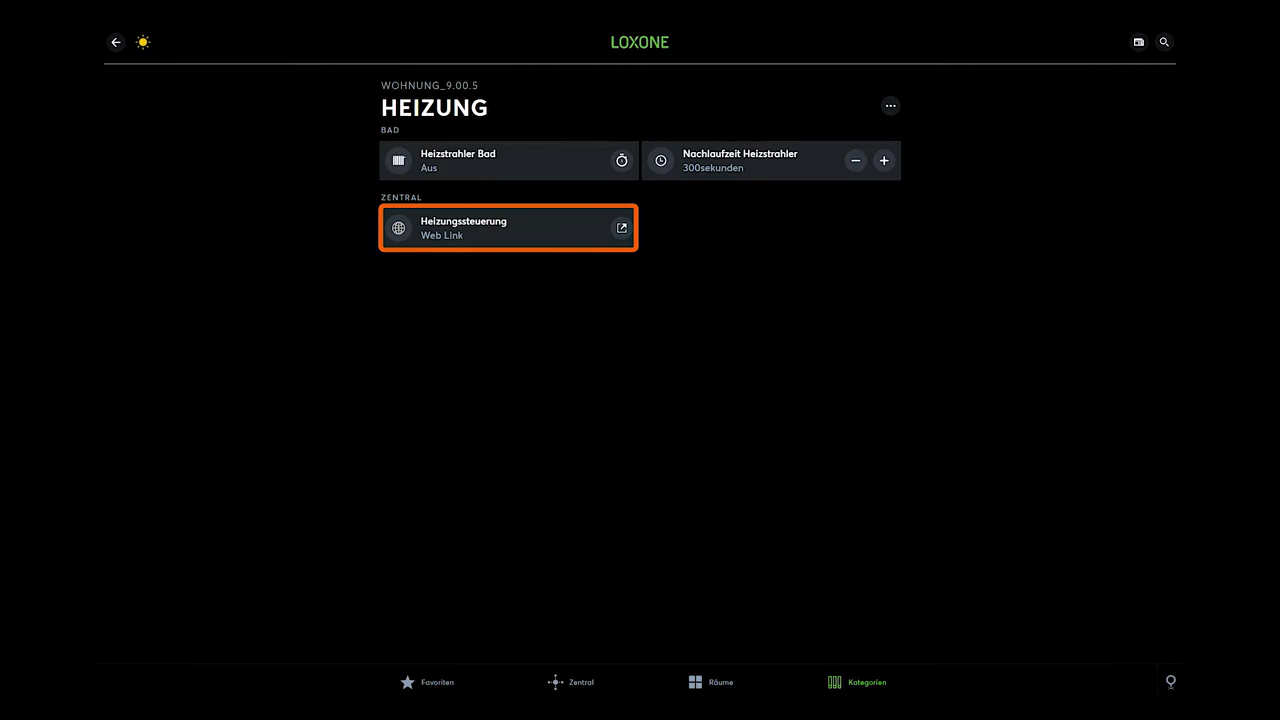 LOXONE
WOHNUNG_9.00.5
HEIZUNG
BAD
Heizstrahler Bad
Aus
Nachlaufzeit Heizstrahler
300sekunden
ZENTRAL
Heizungssteuerung
Web Link
Favoriten
Zentral
Räume
Kategorien